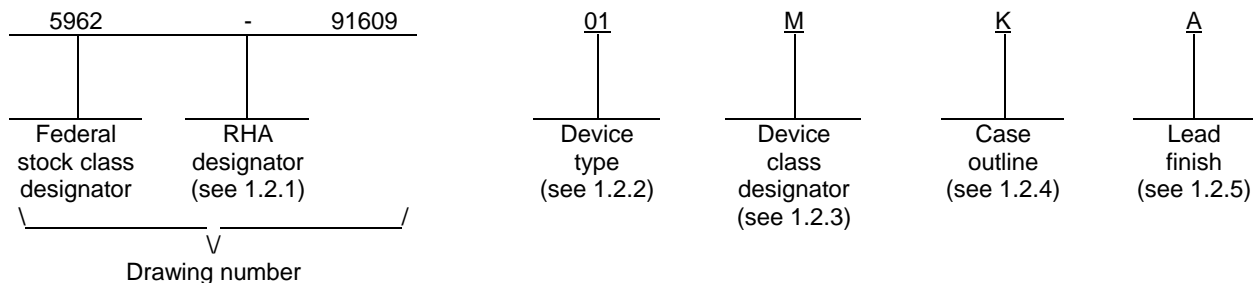 5962 - 91609 01 M K A
Federal stock class designator
RHA designator (see 1.2.1)
Device type (see 1.2.2)
Device class designator (see 1.2.3)
Case outline (see 1.2.4)
Lead finish (see 1.2.5)
\ / \/
Drawing number